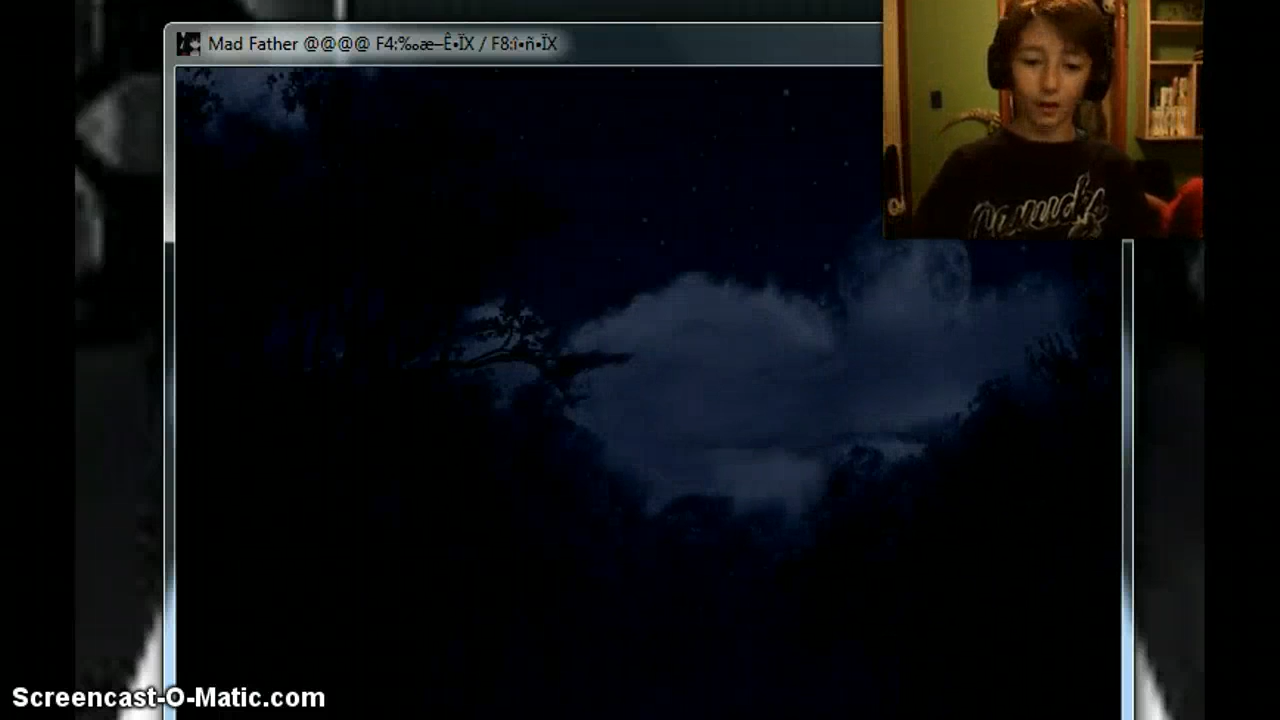 Mad Father @@@@ F4:‰æ–Ê•ÏX / F8:î•ñ•ÏX
Screencast-O-Matic.com